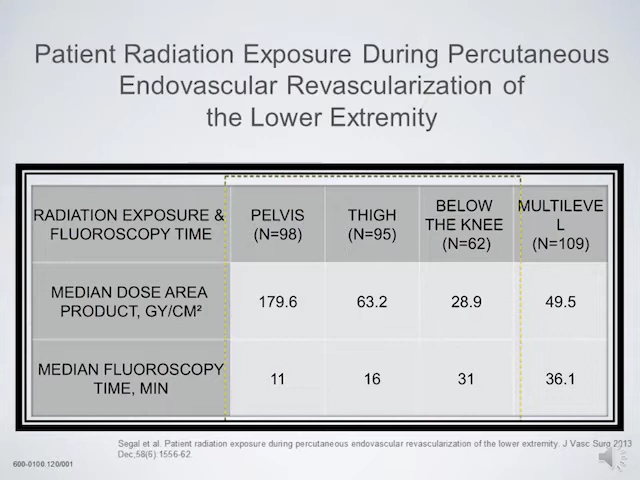 Patient Radiation Exposure During Percutaneous
Endovascular Revascularization of
the Lower Extremity
RADIATION EXPOSURE &
FLUOROSCOPY TIME
PELVIS
(N=98)
THIGH
(N=95)
BELOW
THE KNEE
(N=62)
MULTILEVE
L
(N=109)
MEDIAN DOSE AREA
PRODUCT, GY/CM²
179.6
63.2
28.9
49.5
MEDIAN FLUOROSCOPY
TIME, MIN
11
16
31
36.1
Segal et al. Patient radiation exposure during percutaneous endovascular revascularization of the lower extremity. J Vasc Surg 2013
Dec;58(6):1556-62.
600-0100.120/001